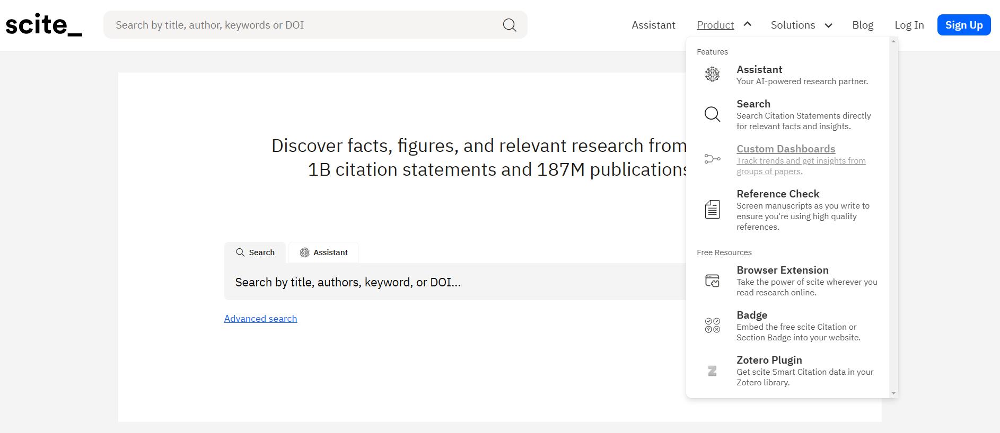 scite_
Search by title, author, keywords or DOI
Assistant
Product
Solutions
Blog
Log In
Sign Up
Discover facts, figures, and relevant research from
1B citation statements and 187M publications
Search
Assistant
Search by title, authors, keyword, or DOI...
Advanced search
Features
Assistant
Your AI-powered research partner.
Search
Search Citation Statements directly
for relevant facts and insights.
Custom Dashboards
Track trends and get insights from
groups of papers.
Reference Check
Screen manuscripts as you write to
ensure you're using high quality
references.
Free Resources
Browser Extension
Take the power of scite wherever you
read research online.
Badge
Embed the free scite Citation or
Section Badge into your website.
Z
Zotero Plugin
Get scite Smart Citation data in your
Zotero library.